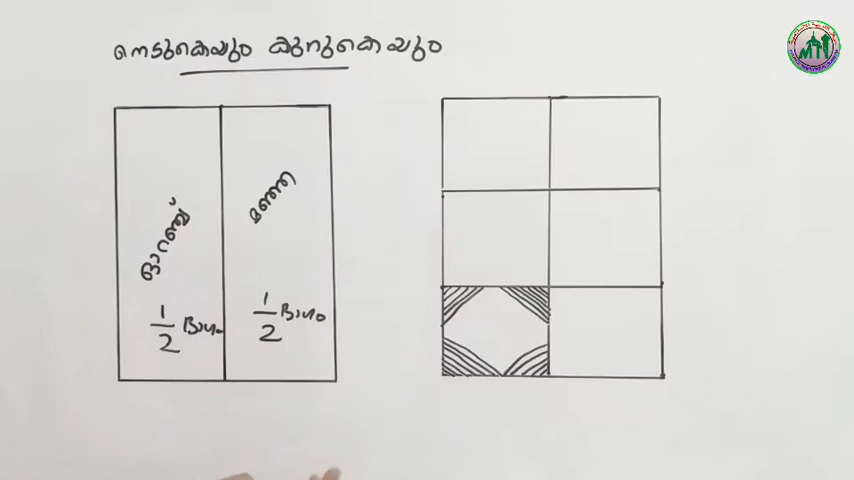 നെടുകെയും കുറുകെയും
ഓറഞ്ച്
1/2 ഭാഗം
മഞ്ഞ
1/2 ഭാഗം